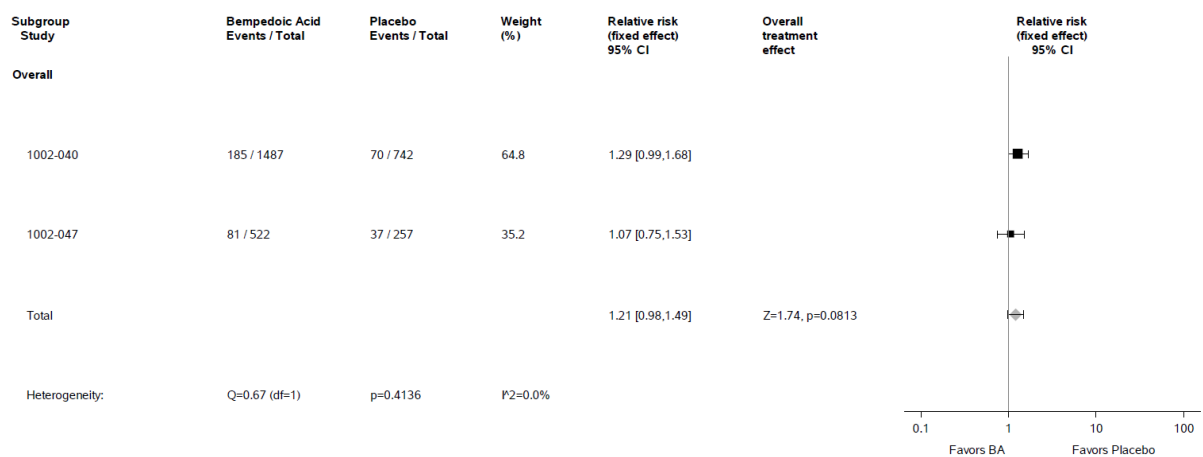 Subgroup Bempedoic Acid Placebo Weight Relative risk Overall Relative risk
Study Events / Total Events / Total (%) (fixed effect) treatment (fixed effect)
95% CI effect 95% CI
Overall
1002-040 185 / 1487 70 / 742 64.8 1.29 [0.99,1.68]
1002-047 81 / 522 37 / 257 35.2 1.07 [0.75,1.53]
Total 1.21 [0.98,1.49] Z=1.74, p=0.0813
Heterogeneity: Q=0.67 (df=1) p=0.4136 I^2=0.0%
0.1 1 10 100
Favors BA Favors Placebo